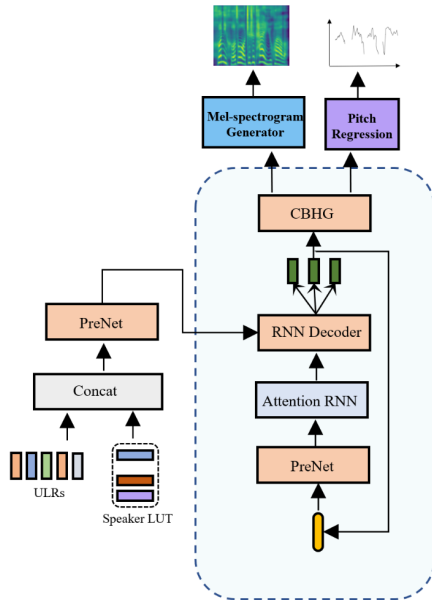 Mel-spectrogram
Generator
Pitch
Regression
CBHG
RNN Decoder
PreNet
Concat
Attention RNN
PreNet
ULRs
Speaker LUT